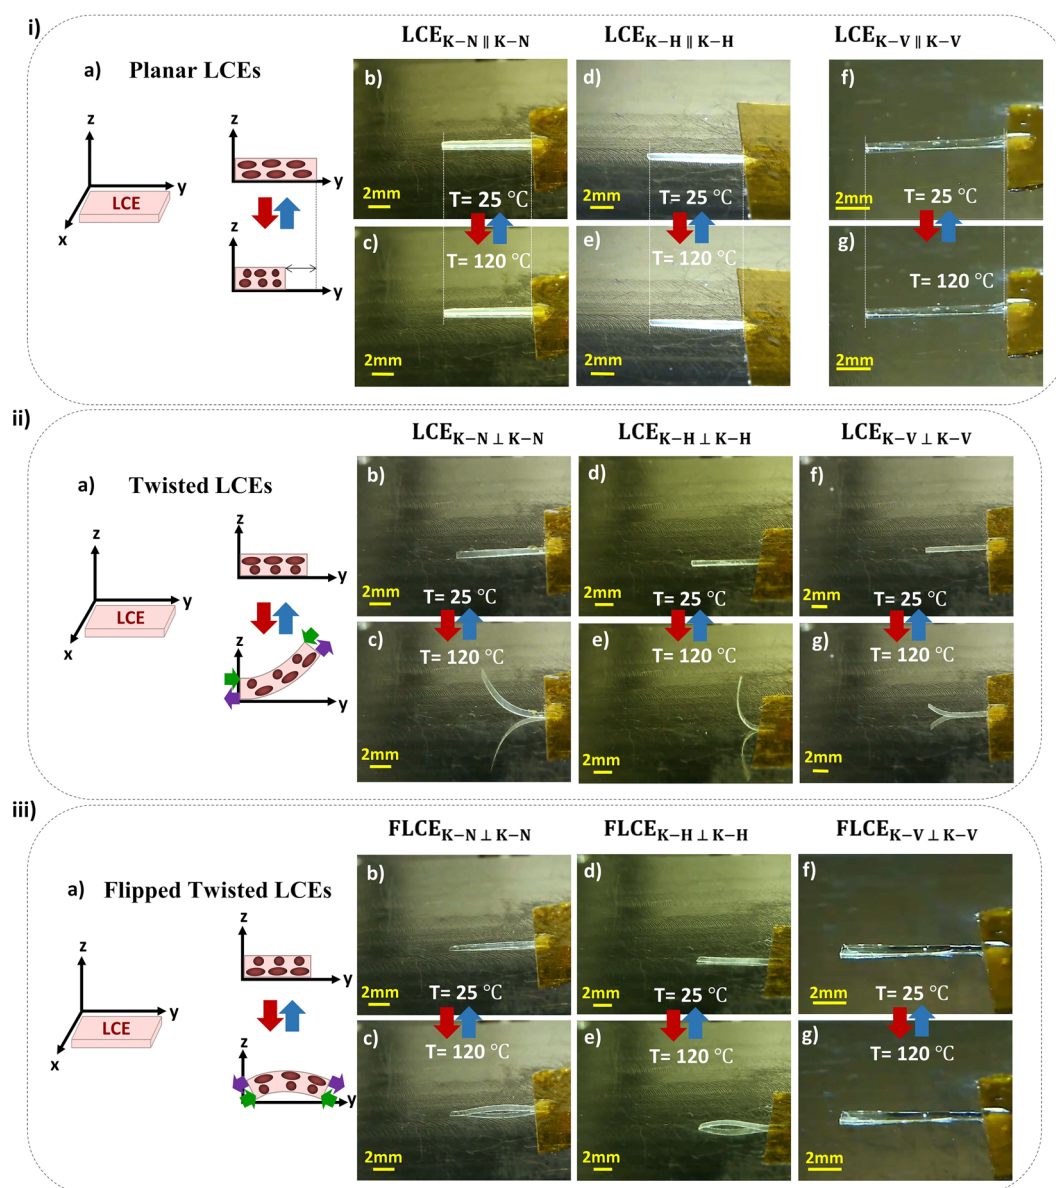 i)
a) Planar LCEs
z
y
x
LCE
z
y
z
y
LCE_K−N ∥ K−N
LCE_K−H ∥ K−H
LCE_K−V ∥ K−V
b)
2mm
d)
2mm
f)
2mm
T= 25 °C
T= 25 °C
T= 25 °C
c)
T= 120 °C
2mm
e)
T= 120 °C
2mm
g)
T= 120 °C
2mm
ii)
a) Twisted LCEs
z
y
x
LCE
z
y
z
y
LCE_K−N ⊥ K−N
LCE_K−H ⊥ K−H
LCE_K−V ⊥ K−V
b)
2mm
d)
2mm
f)
2mm
T= 25 °C
T= 25 °C
T= 25 °C
c)
T= 120 °C
2mm
e)
T= 120 °C
2mm
g)
T= 120 °C
2mm
iii)
a) Flipped Twisted LCEs
z
y
x
LCE
z
y
z
y
FLCE_K−N ⊥ K−N
FLCE_K−H ⊥ K−H
FLCE_K−V ⊥ K−V
b)
2mm
d)
2mm
f)
2mm
T= 25 °C
T= 25 °C
T= 25 °C
c)
T= 120 °C
2mm
e)
T= 120 °C
2mm
g)
T= 120 °C
2mm